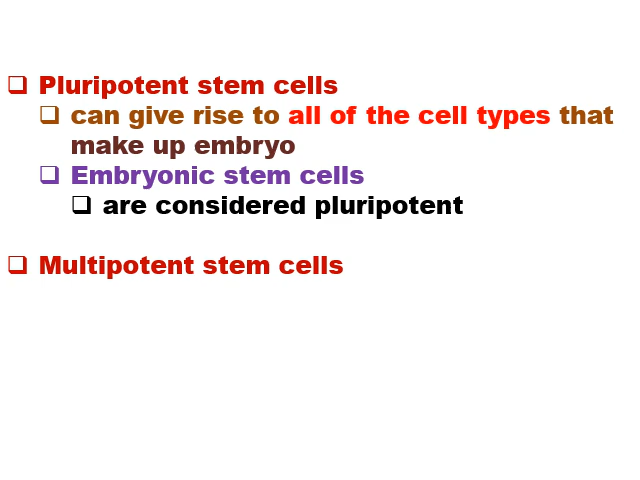 ❑ Pluripotent stem cells
❑ can give rise to all of the cell types that
make up embryo
❑ Embryonic stem cells
❑ are considered pluripotent
❑ Multipotent stem cells